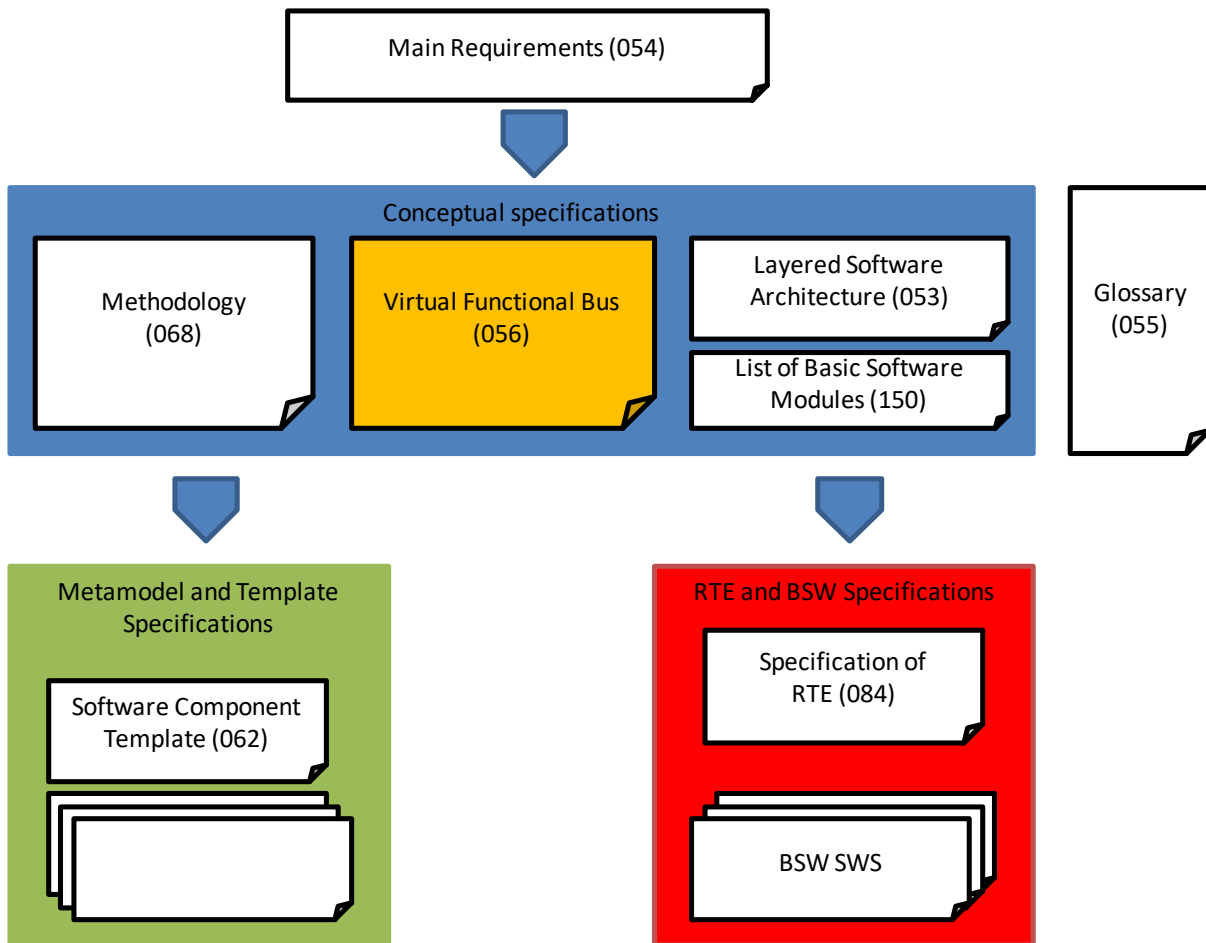 Main Requirements (054)
Conceptual specifications
Methodology
(068)
Virtual Functional Bus
(056)
Layered Software
Architecture (053)
List of Basic Software
Modules (150)
Glossary
(055)
Metamodel and Template
Specifications
Software Component
Template (062)
RTE and BSW Specifications
Specification of
RTE (084)
BSW SWS